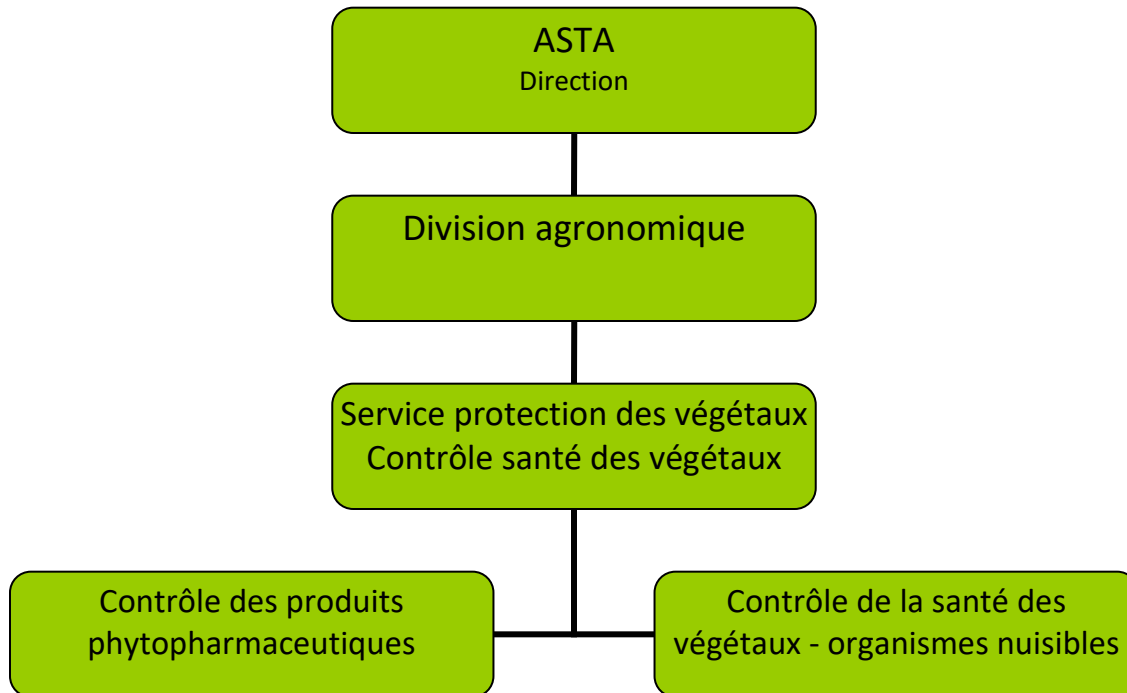 ASTA
Direction
Division agronomique
Service protection des végétaux
Contrôle santé des végétaux
Contrôle des produits
phytopharmaceutiques
Contrôle de la santé des
végétaux - organismes nuisibles